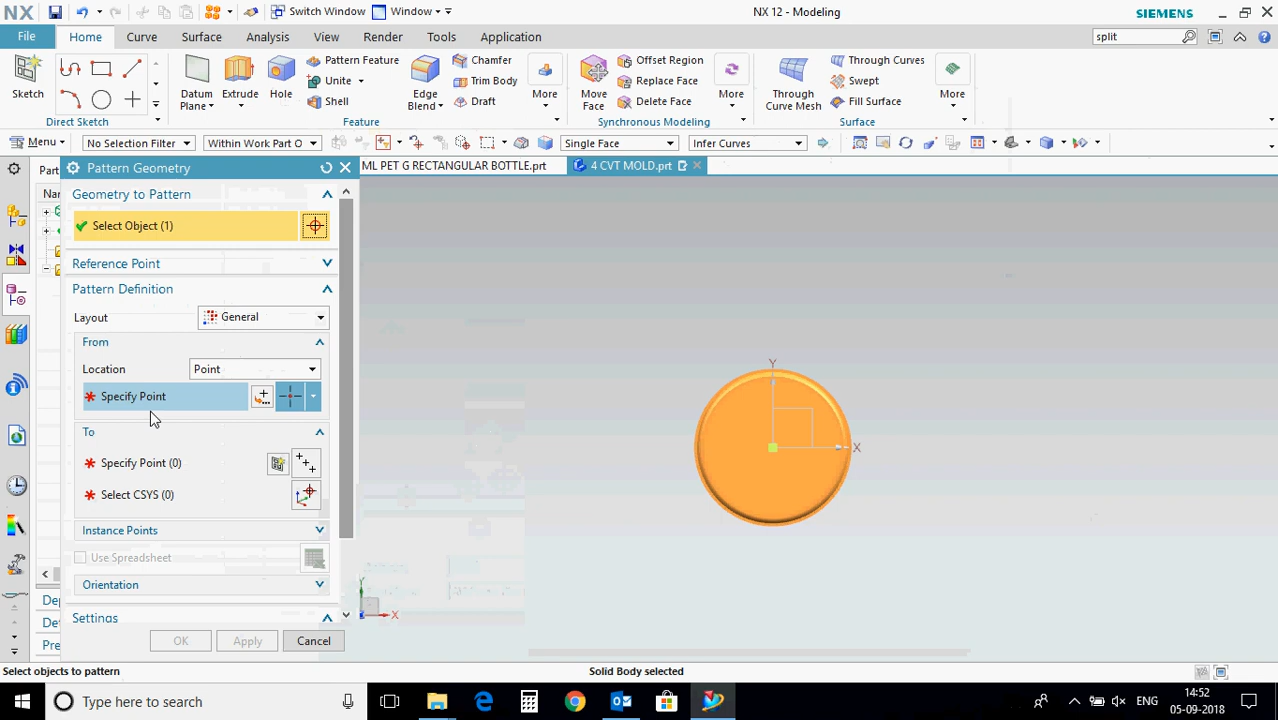 NX
Switch Window
Window
NX 12 - Modeling
SIEMENS
File
Home
Curve
Surface
Analysis
View
Render
Tools
Application
split
Sketch
Direct Sketch
Datum Plane
Extrude
Hole
Pattern Feature
Unite
Shell
Edge Blend
Chamfer
Trim Body
Draft
More
Feature
Move Face
Offset Region
Replace Face
Delete Face
More
Synchronous Modeling
Through Curve Mesh
Through Curves
Swept
Fill Surface
More
Surface
Menu
No Selection Filter
Within Work Part O
Single Face
Infer Curves
Part
Na
De
De
Pre
Pattern Geometry
ML PET G RECTANGULAR BOTTLE.prt
4 CVT MOLD.prt
Geometry to Pattern
Select Object (1)
Reference Point
Pattern Definition
Layout
General
From
Location
Point
Specify Point
To
Specify Point (0)
Select CSYS (0)
Instance Points
Use Spreadsheet
Orientation
Settings
OK
Apply
Cancel
Y
X
Y
X
Select objects to pattern
Solid Body selected
Type here to search
ENG
14:52
05-09-2018